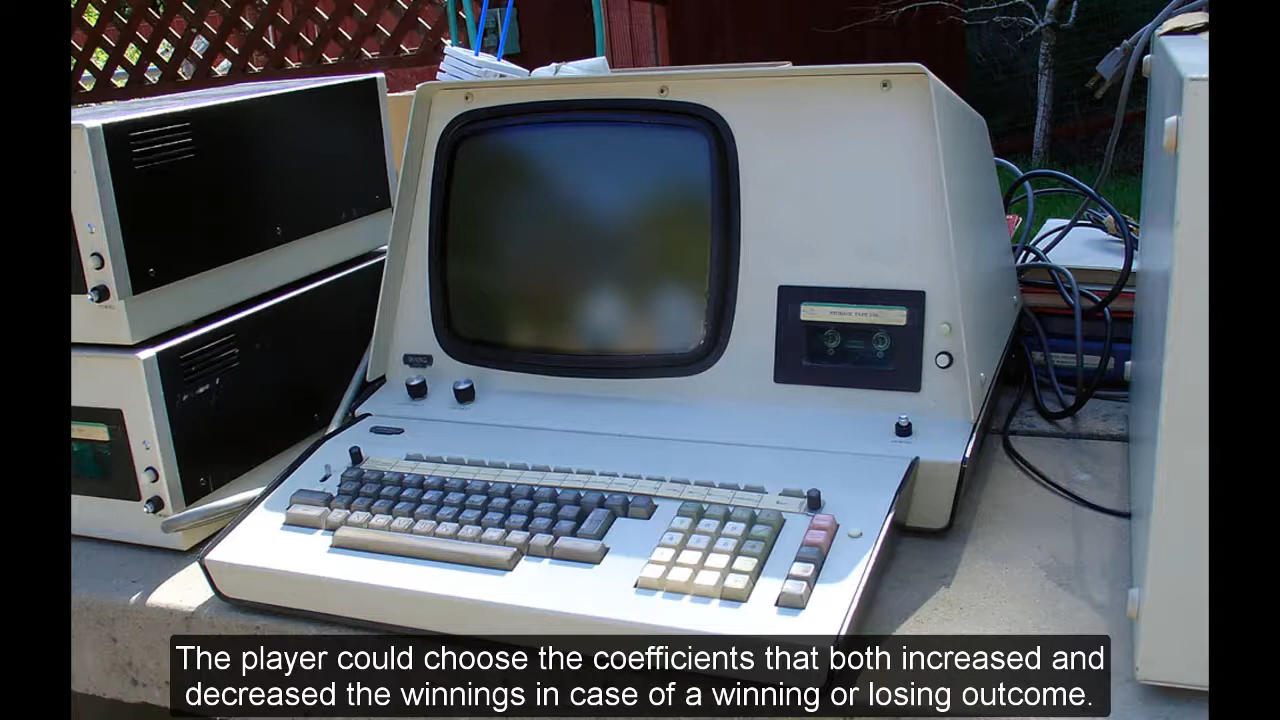 WANG
The player could choose the coefficients that both increased and
decreased the winnings in case of a winning or losing outcome.